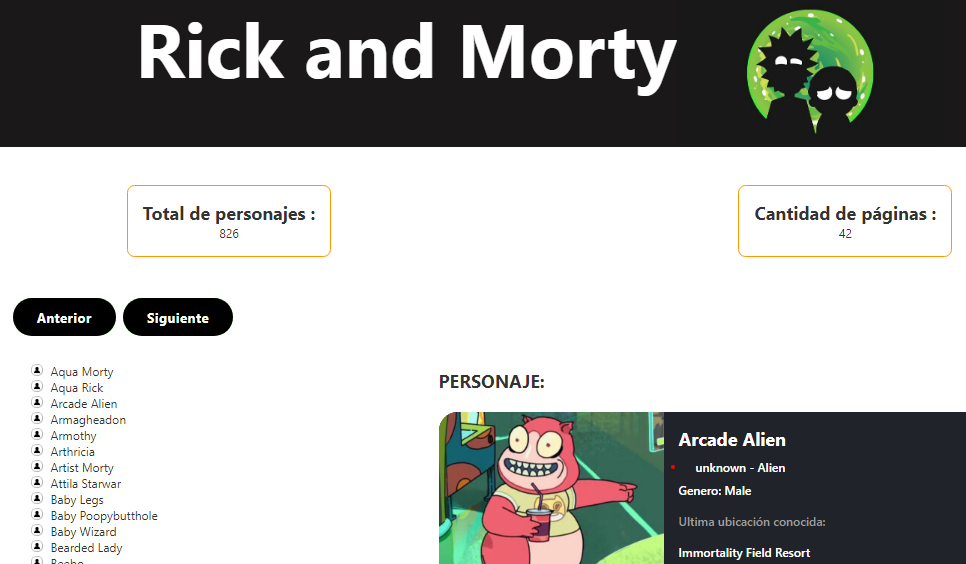 Rick and Morty
Total de personajes :
826
Cantidad de páginas :
42
Anterior
Siguiente
Aqua Morty
Aqua Rick
Arcade Alien
Armagheadon
Armothy
Arthricia
Artist Morty
Attila Starwar
Baby Legs
Baby Poopybutthole
Baby Wizard
Bearded Lady
Beebo
PERSONAJE:
Arcade Alien
unknown - Alien
Genero: Male
Ultima ubicación conocida:
Immortality Field Resort